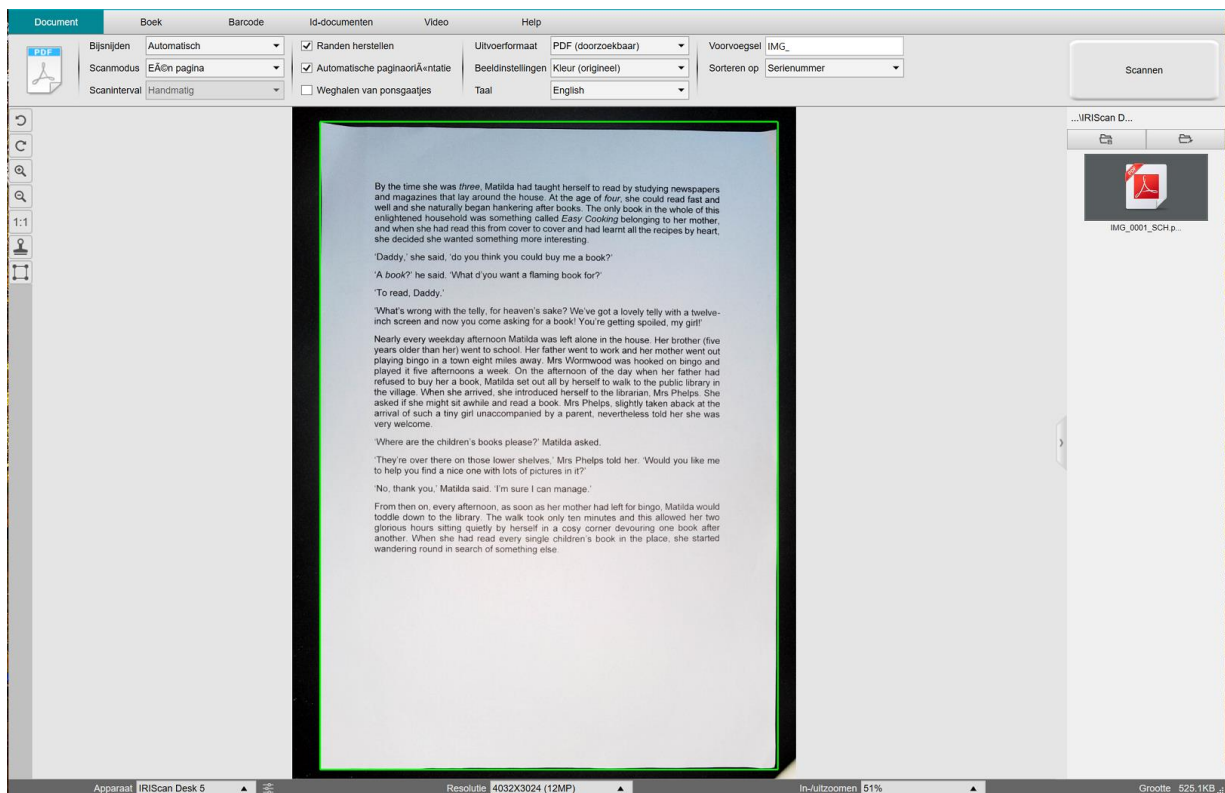 Document Boek Barcode Id-documenten Video Help
PDF
Bijsnijden Automatisch
Scanmodus EÃ©n pagina
Scaninterval Handmatig
Randen herstellen
Automatische paginaoriÃ«ntatie
Weghalen van ponsgaatjes
Uitvoerformaat PDF (doorzoekbaar)
Beeldinstellingen Kleur (origineel)
Taal English
Voorvoegsel IMG_
Sorteren op Serienummer
Scannen
1:1
By the time she was three, Matilda had taught herself to read by studying newspapers
and magazines that lay around the house. At the age of four, she could read fast and
well and she naturally began hankering after books. The only book in the whole of this
enlightened household was something called Easy Cooking belonging to her mother,
and when she had read this from cover to cover and had learnt all the recipes by heart,
she decided she wanted something more interesting.
'Daddy,' she said, 'do you think you could buy me a book?'
'A book?' he said. 'What d'you want a flaming book for?'
'To read, Daddy.'
'What's wrong with the telly, for heaven's sake? We've got a lovely telly with a twelve-
inch screen and now you come asking for a book! You're getting spoiled, my girl!'
Nearly every weekday afternoon Matilda was left alone in the house. Her brother (five
years older than her) went to school. Her father went to work and her mother went out
playing bingo in a town eight miles away. Mrs Wormwood was hooked on bingo and
played it five afternoons a week. On the afternoon of the day when her father had
refused to buy her a book, Matilda set out all by herself to walk to the public library in
the village. When she arrived, she introduced herself to the librarian, Mrs Phelps. She
asked if she might sit awhile and read a book. Mrs Phelps, slightly taken aback at the
arrival of such a tiny girl unaccompanied by a parent, nevertheless told her she was
very welcome.
'Where are the children's books please?' Matilda asked.
'They're over there on those lower shelves,' Mrs Phelps told her. 'Would you like me
to help you find a nice one with lots of pictures in it?'
'No, thank you,' Matilda said. 'I'm sure I can manage.'
From then on, every afternoon, as soon as her mother had left for bingo, Matilda would
toddle down to the library. The walk took only ten minutes and this allowed her two
glorious hours sitting quietly by herself in a cosy corner devouring one book after
another. When she had read every single children's book in the place, she started
wandering round in search of something else.
...\IRIScan D...
PDF
IMG_0001_SCH.p...
Apparaat IRIScan Desk 5 Resolutie 4032X3024 (12MP) In-/uitzoomen 51% Grootte 525.1KB